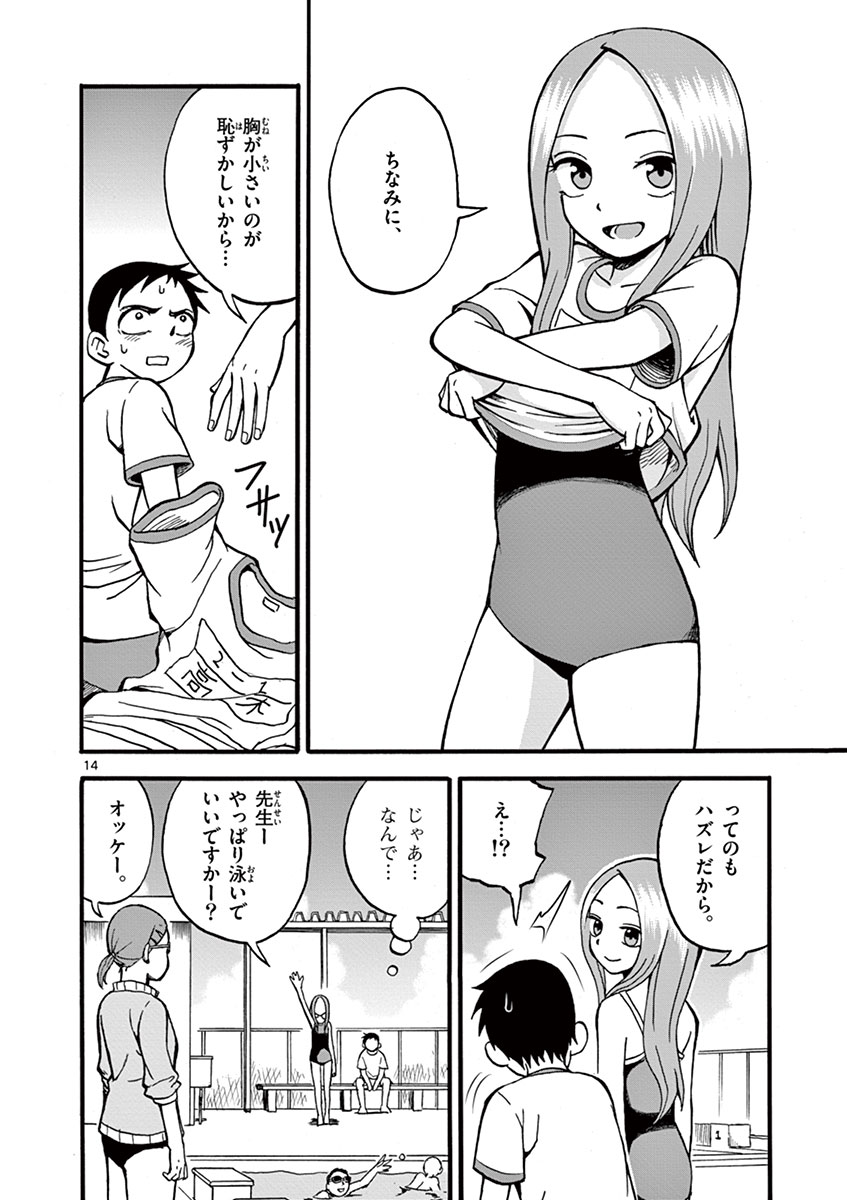 ちなみに、
胸が小さいのが
恥ずかしいから…
フサッ
14
ってのも
ハズレだから。
え…!?
じゃあ…
なんで…
先生ー
やっぱり泳いで
いいですかー?
オッケー。
1